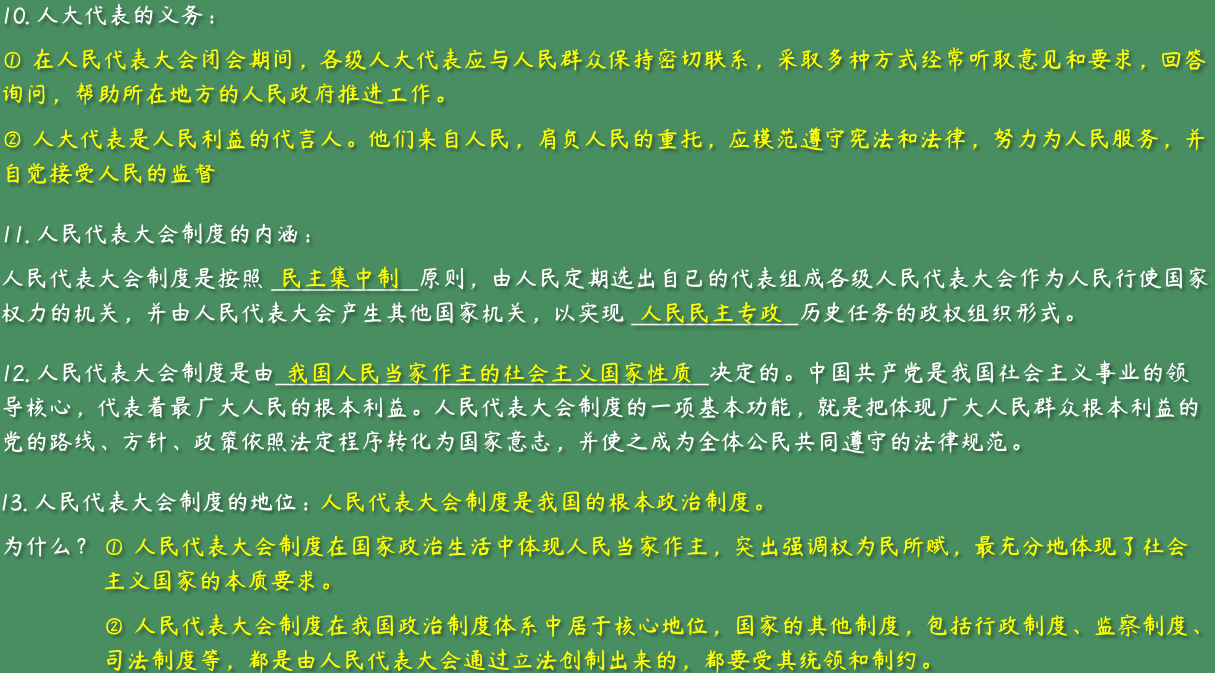 10. 人大代表的义务：
① 在人民代表大会闭会期间，各级人大代表应与人民群众保持密切联系，采取多种方式经常听取意见和要求，回答
询问，帮助所在地方的人民政府推进工作。
② 人大代表是人民利益的代言人。他们来自人民，肩负人民的重托，应模范遵守宪法和法律，努力为人民服务，并
自觉接受人民的监督
11. 人民代表大会制度的内涵：
人民代表大会制度是按照 民主集中制 原则，由人民定期选出自己的代表组成各级人民代表大会作为人民行使国家
权力的机关，并由人民代表大会产生其他国家机关，以实现 人民民主专政 历史任务的政权组织形式。
12. 人民代表大会制度是由 我国人民当家作主的社会主义国家性质 决定的。中国共产党是我国社会主义事业的领
导核心，代表着最广大人民的根本利益。人民代表大会制度的一项基本功能，就是把体现广大人民群众根本利益的
党的路线、方针、政策依照法定程序转化为国家意志，并使之成为全体公民共同遵守的法律规范。
13. 人民代表大会制度的地位：人民代表大会制度是我国的根本政治制度。
为什么？ ① 人民代表大会制度在国家政治生活中体现人民当家作主，突出强调权为民所赋，最充分地体现了社会
主义国家的本质要求。
② 人民代表大会制度在我国政治制度体系中居于核心地位，国家的其他制度，包括行政制度、监察制度、
司法制度等，都是由人民代表大会通过立法创制出来的，都要受其统领和制约。